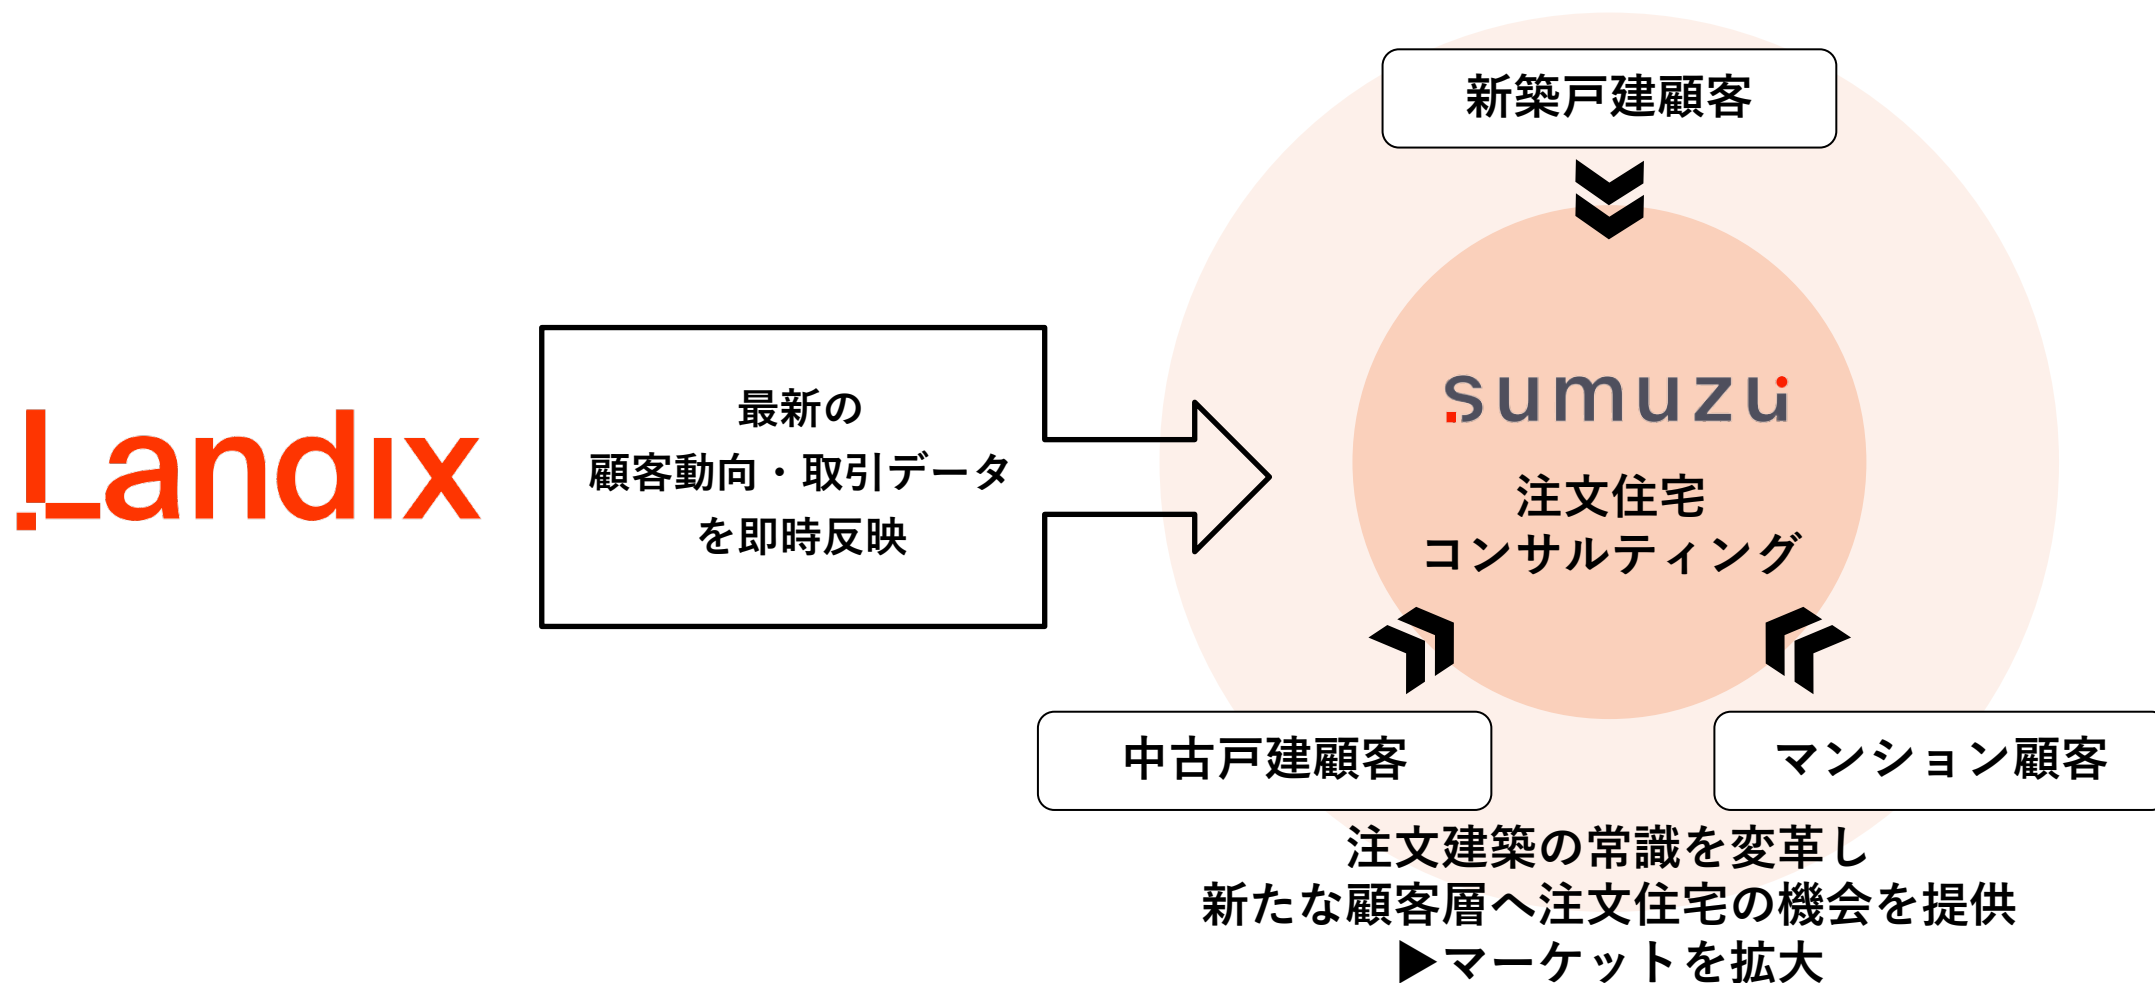 Landix
最新の
顧客動向・取引データ
を即時反映
新築戸建顧客
sumuzu
注文住宅
コンサルティング
中古戸建顧客
マンション顧客
注文建築の常識を変革し
新たな顧客層へ注文住宅の機会を提供
▶マーケットを拡大